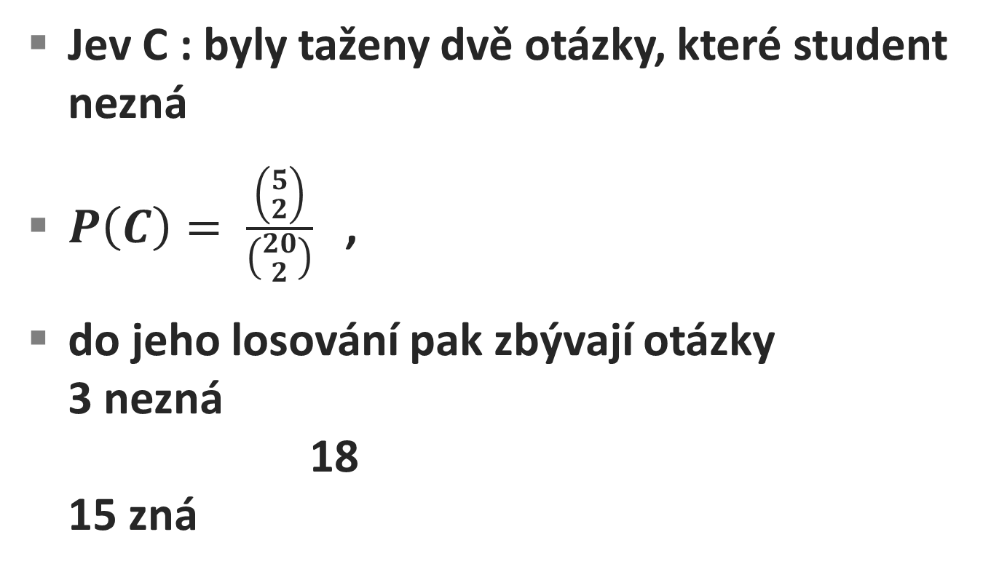 ▪ Jev C : byly taženy dvě otázky, které student
nezná
▪ P(C) = \frac{\binom{5}{2}}{\binom{20}{2}} ,
▪ do jeho losování pak zbývají otázky
3 nezná
18
15 zná